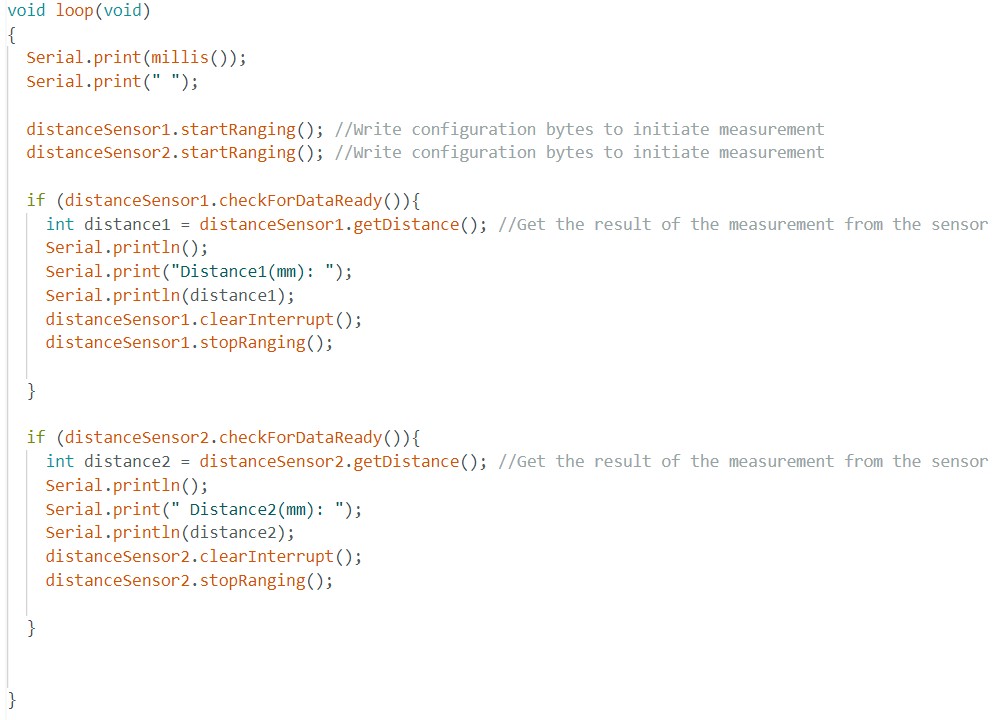 void loop(void)
{
  Serial.print(millis());
  Serial.print(" ");

  distanceSensor1.startRanging(); //Write configuration bytes to initiate measurement
  distanceSensor2.startRanging(); //Write configuration bytes to initiate measurement

  if (distanceSensor1.checkForDataReady()){
    int distance1 = distanceSensor1.getDistance(); //Get the result of the measurement from the sensor
    Serial.println();
    Serial.print("Distance1(mm): ");
    Serial.println(distance1);
    distanceSensor1.clearInterrupt();
    distanceSensor1.stopRanging();

  }

  if (distanceSensor2.checkForDataReady()){
    int distance2 = distanceSensor2.getDistance(); //Get the result of the measurement from the sensor
    Serial.println();
    Serial.print(" Distance2(mm): ");
    Serial.println(distance2);
    distanceSensor2.clearInterrupt();
    distanceSensor2.stopRanging();

  }


}